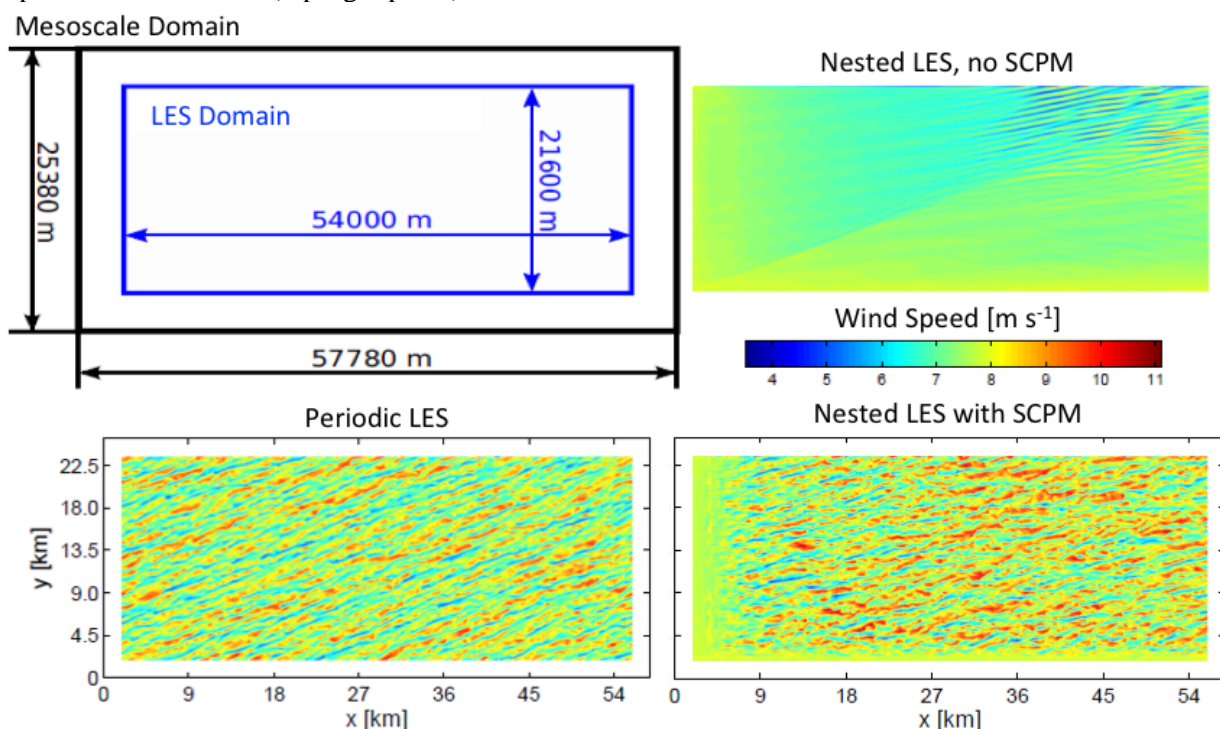 Mesoscale Domain
LES Domain
25380 m
21600 m
54000 m
57780 m
Nested LES, no SCPM
Wind Speed [m s-1]
4 5 6 7 8 9 10 11
Periodic LES
22.5
18.0
13.5
9.0
4.5
0
y [km]
0 9 18 27 36 45 54
x [km]
Nested LES with SCPM
0 9 18 27 36 45 54
x [km]